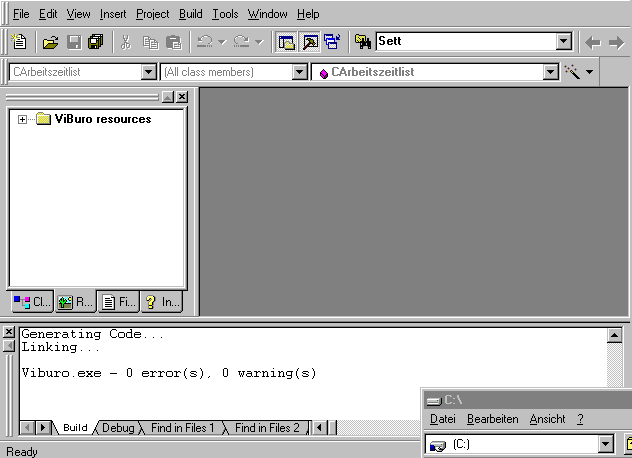 File Edit View Insert Project Build Tools Window Help
Sett
CArbeitszeitlist (All class members) CArbeitszeitlist
ViBuro resources
Cl... R... Fi... In...
Generating Code...
Linking...
Viburo.exe - 0 error(s), 0 warning(s)
C:\
Datei Bearbeiten Ansicht ?
Build Debug Find in Files 1 Find in Files 2
(C:)
Ready